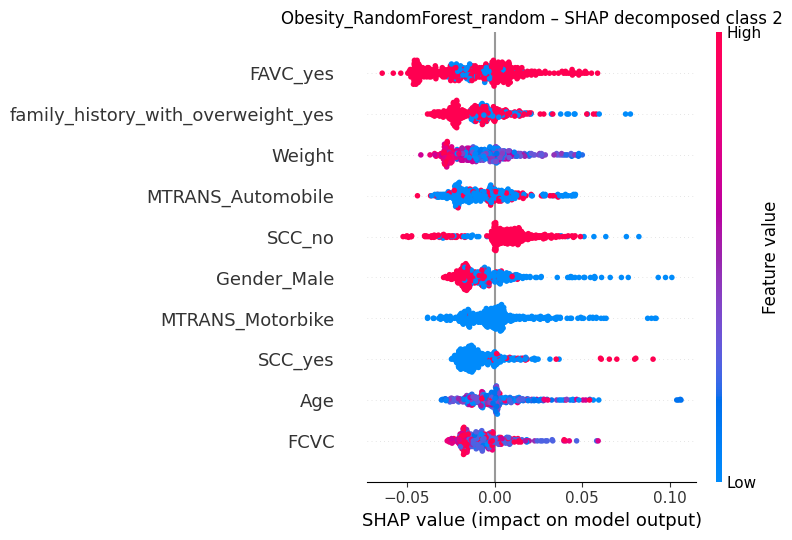 Obesity_RandomForest_random – SHAP decomposed class 2
High
FAVC_yes
family_history_with_overweight_yes
Weight
MTRANS_Automobile
SCC_no
Gender_Male
MTRANS_Motorbike
SCC_yes
Age
FCVC
Feature value
Low
−0.05 0.00 0.05 0.10
SHAP value (impact on model output)